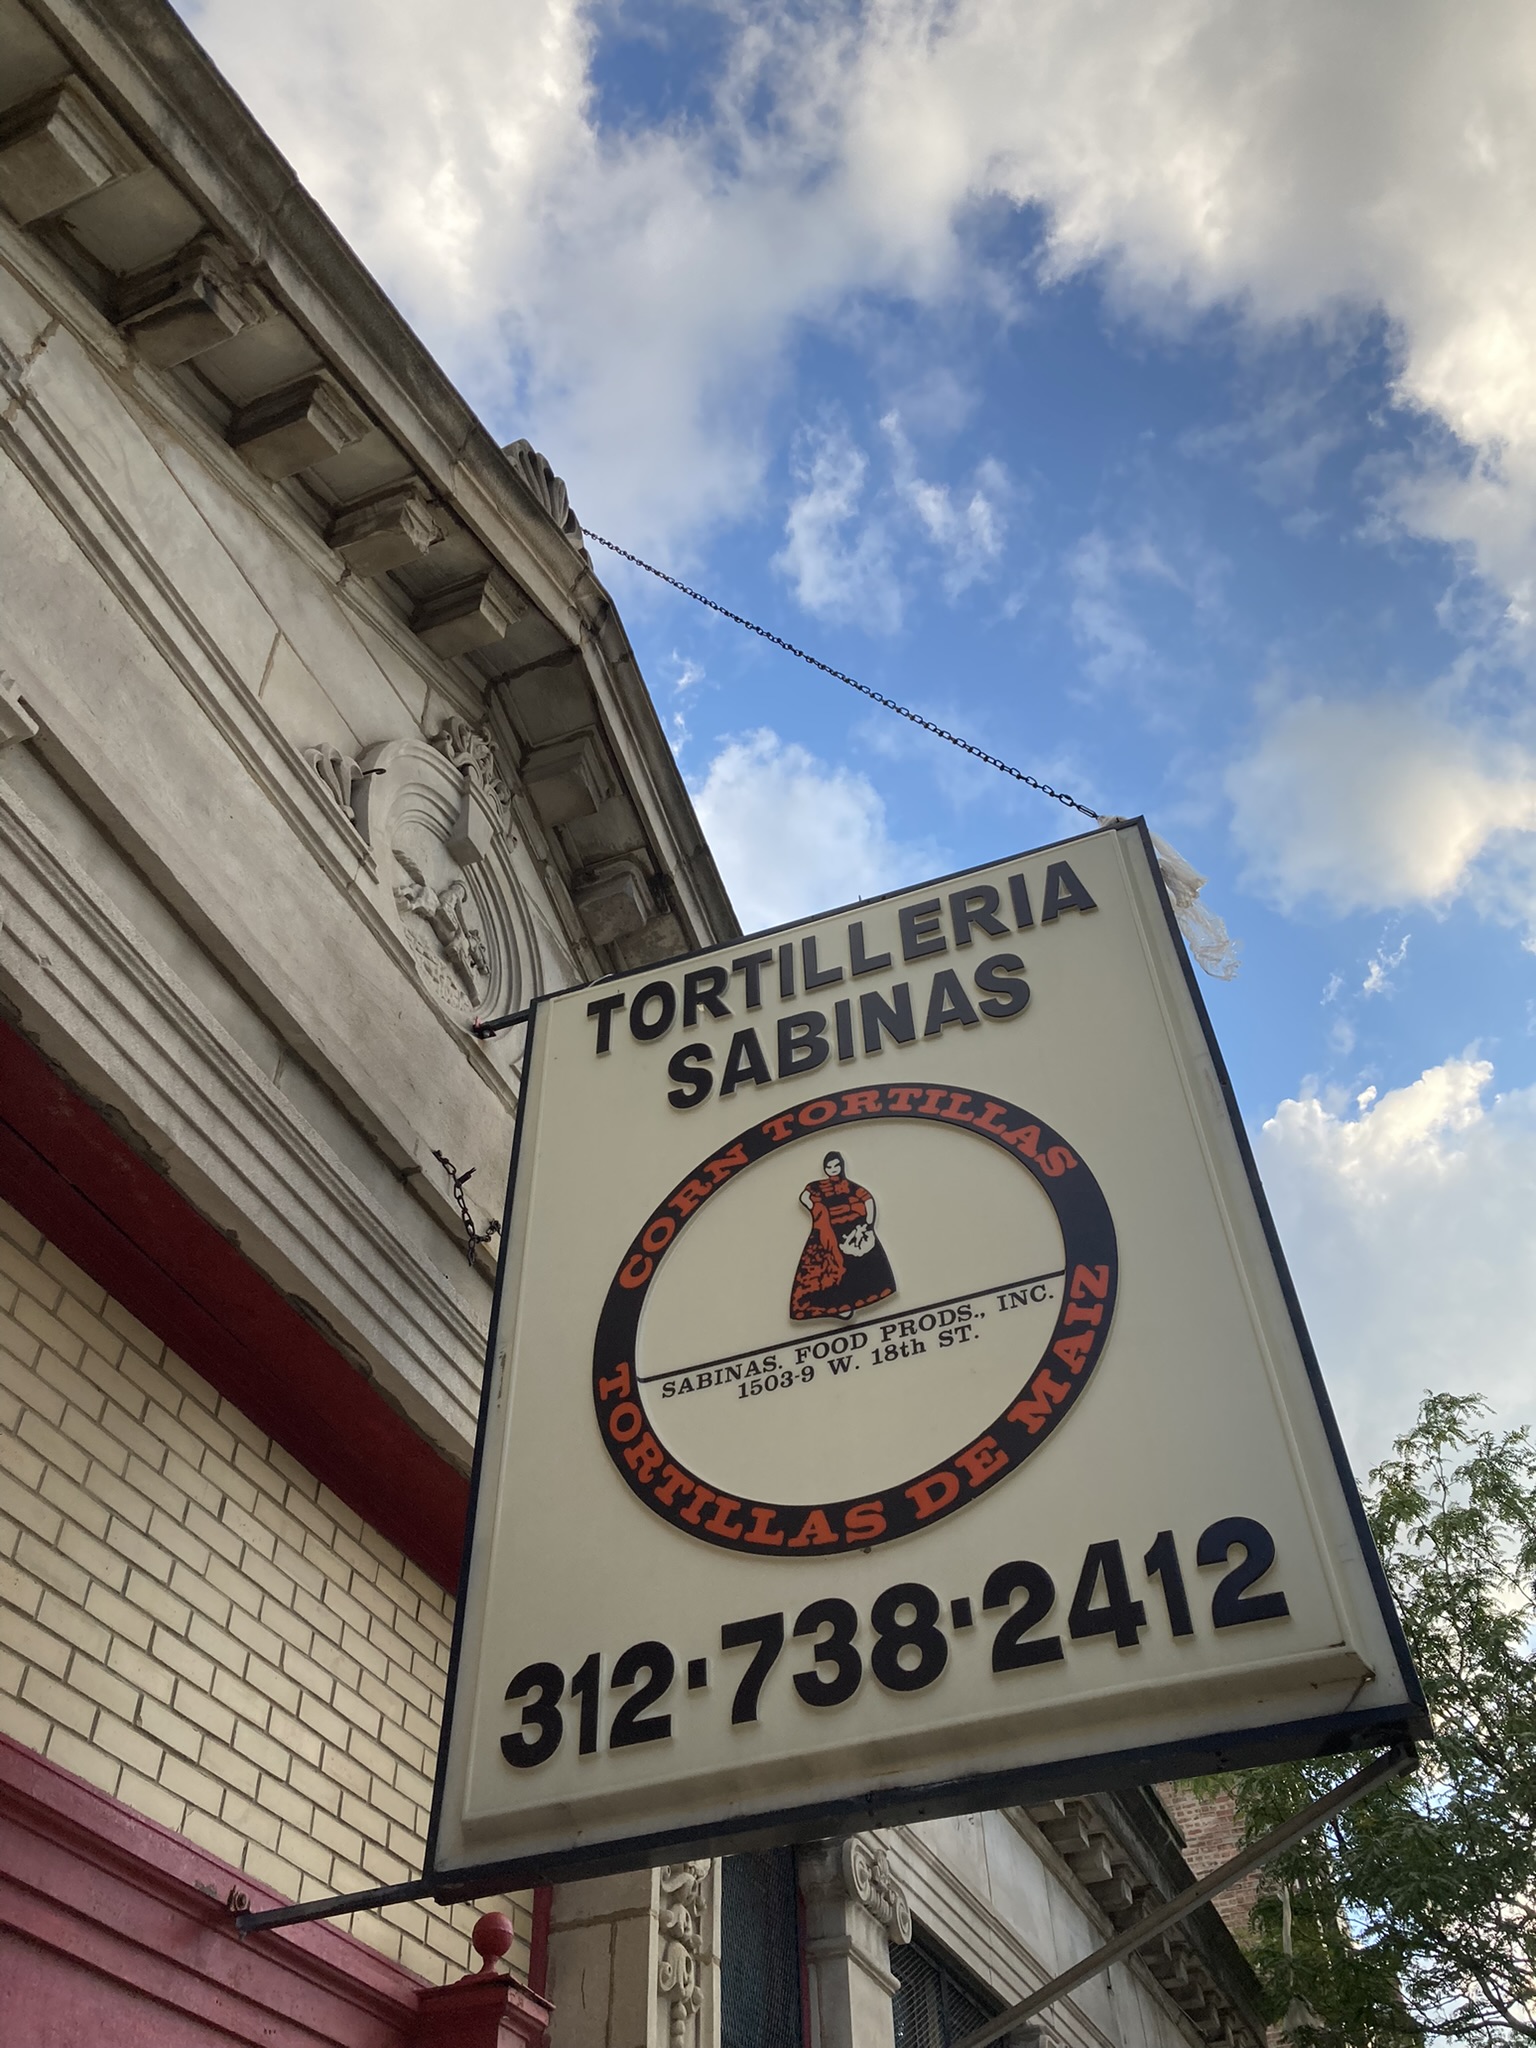 TORTILLERIA
SABINAS
CORN TORTILLAS
SABINAS. FOOD PRODS., INC.
1503-9 W. 18th ST.
TORTILLAS DE MAIZ
312-738-2412